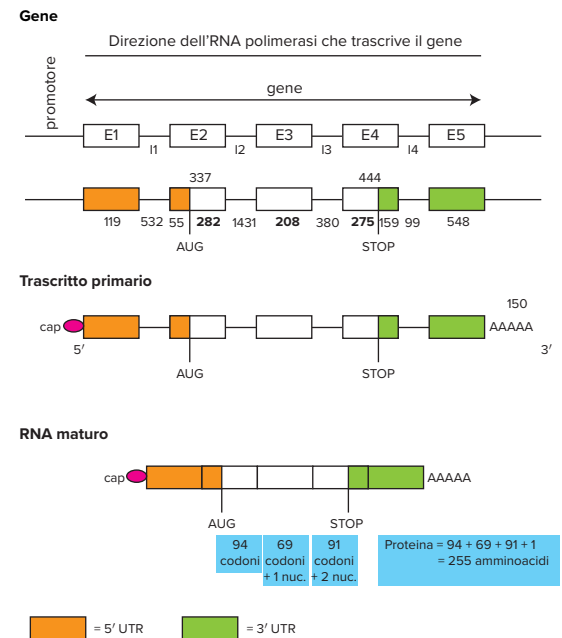 Gene
Direzione dell'RNA polimerasi che trascrive il gene
promotore
gene
E1 E2 E3 E4 E5
I1 I2 I3 I4
337 444
119 532 55 282 1431 208 380 275 159 99 548
AUG STOP
Trascritto primario
150
cap AAAAA
5′ 3′
AUG STOP
RNA maturo
cap AAAAA
AUG STOP
94 69 91 Proteina = 94 + 69 + 91 + 1
codoni codoni codoni = 255 amminoacidi
+ 1 nuc. + 2 nuc.
= 5′ UTR = 3′ UTR